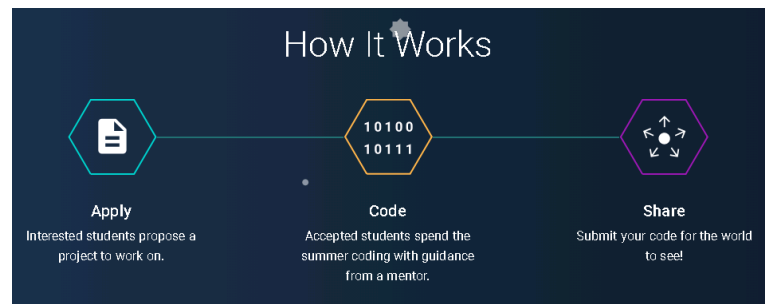 How It Works
10100
10111
Apply
Code
Share
Interested students propose a
project to work on.
Accepted students spend the
summer coding with guidance
from a mentor.
Submit your code for the world
to see!